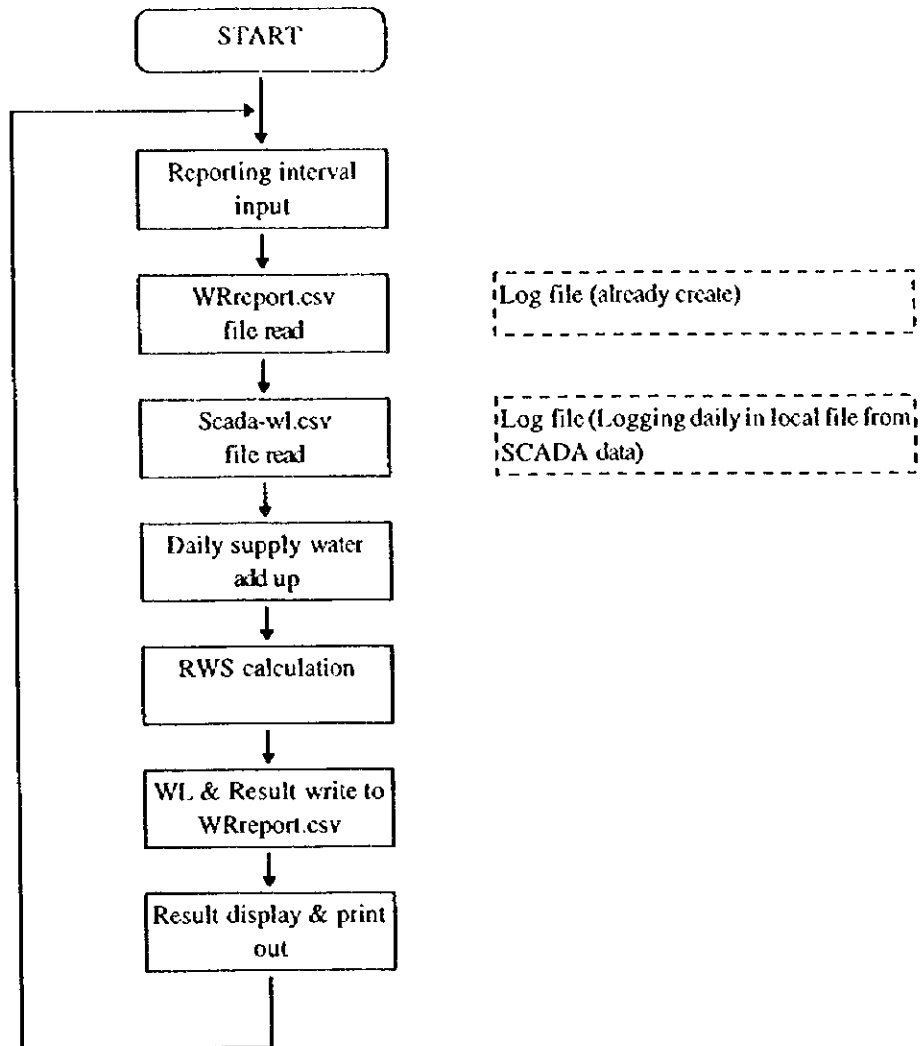 START
Reporting interval
input
WRreport.csv
file read
Log file (already create)
Scada-wl.csv
file read
Log file (Logging daily in local file from
SCADA data)
Daily supply water
add up
RWS calculation
WL & Result write to
WRreport.csv
Result display & print
out